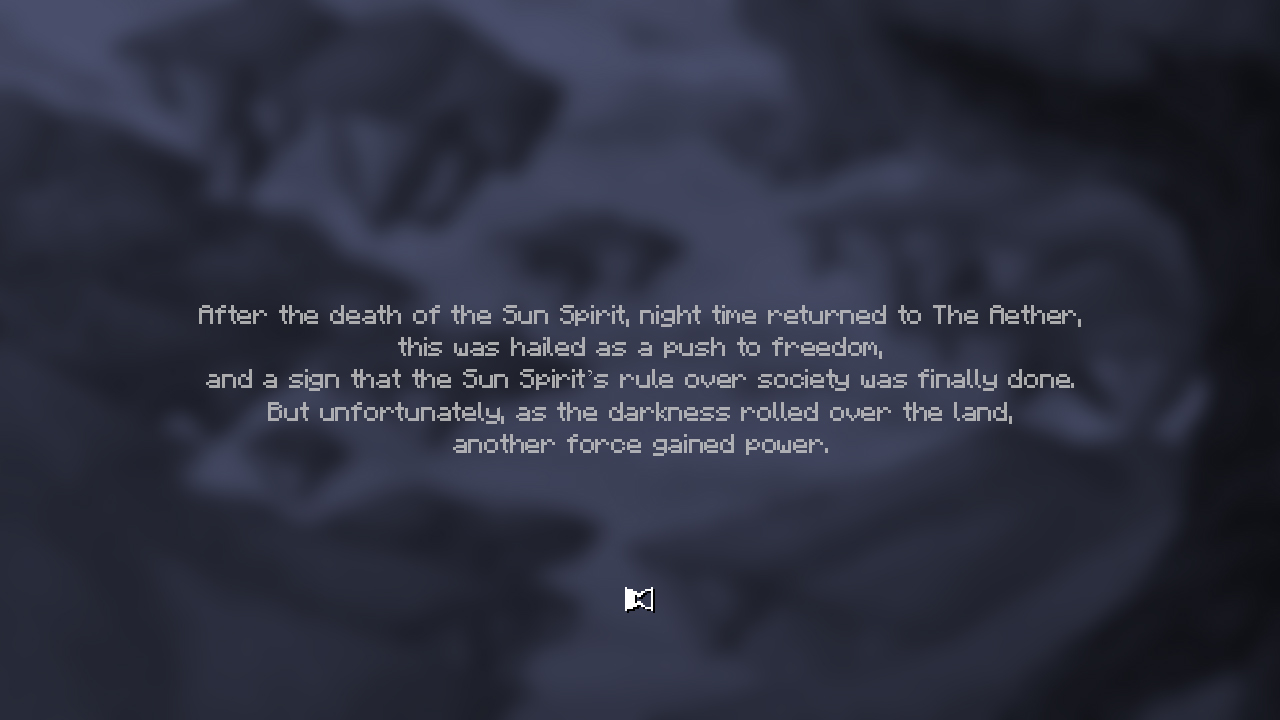 After the death of the Sun Spirit, night time returned to The Aether,
this was hailed as a push to freedom,
and a sign that the Sun Spirit's rule over society was finally done.
But unfortunately, as the darkness rolled over the land,
another force gained power.